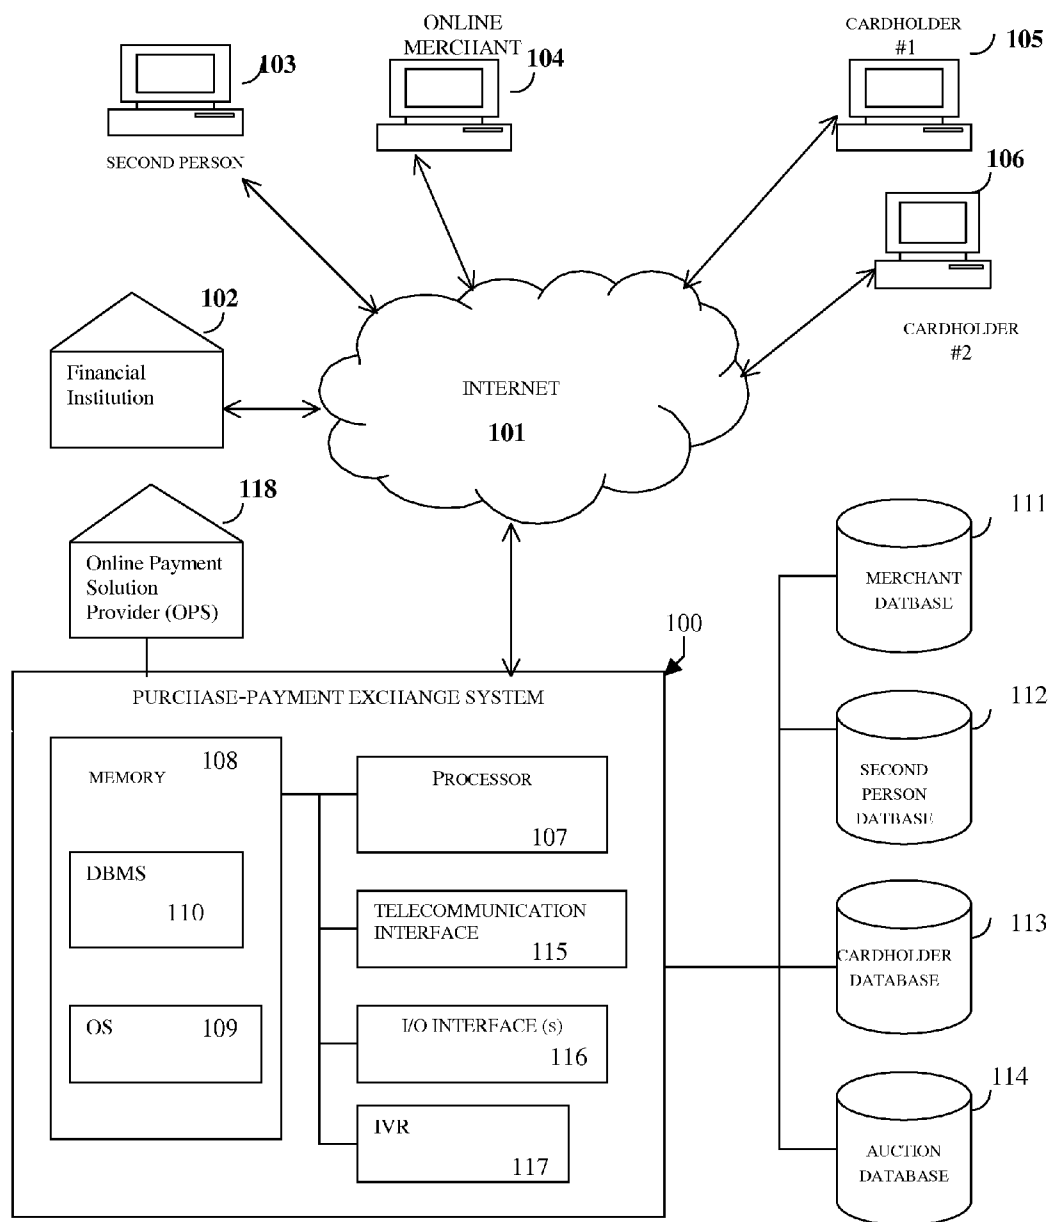 ONLINE
MERCHANT
CARDHOLDER
#1
103
104
105
SECOND PERSON
106
102
CARDHOLDER
#2
Financial
Institution
INTERNET
101
118
Online Payment
Solution
Provider (OPS)
111
MERCHANT
DATBASE
100
PURCHASE-PAYMENT EXCHANGE SYSTEM
112
SECOND
PERSON
DATBASE
MEMORY
108
PROCESSOR
107
DBMS
110
TELECOMMUNICATION
INTERFACE
115
113
CARDHOLDER
DATABASE
OS
109
I/O INTERFACE (s)
116
114
IVR
117
AUCTION
DATABASE